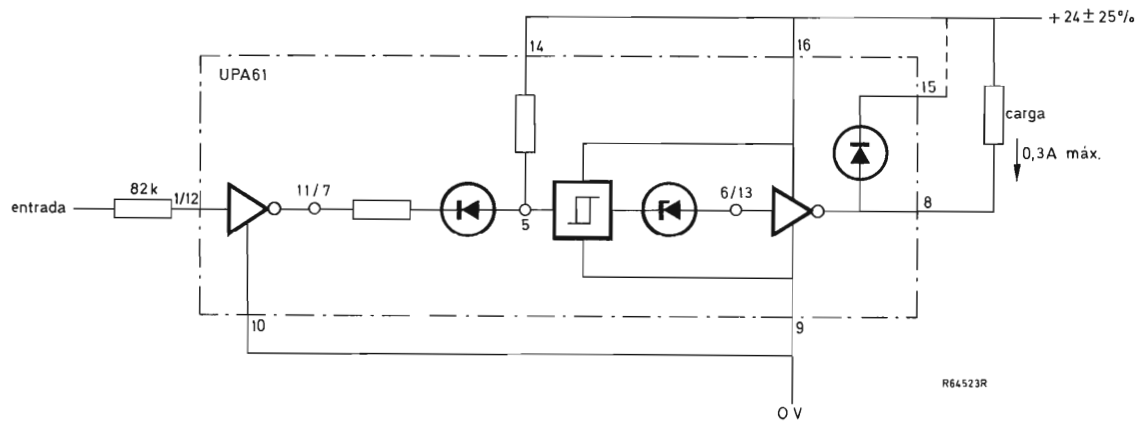 +24 ± 25%
14
16
UPA61
15
carga
0,3A máx.
82k
1/12
11/7
6/13
entrada
5
8
10
9
R64523R
0 V